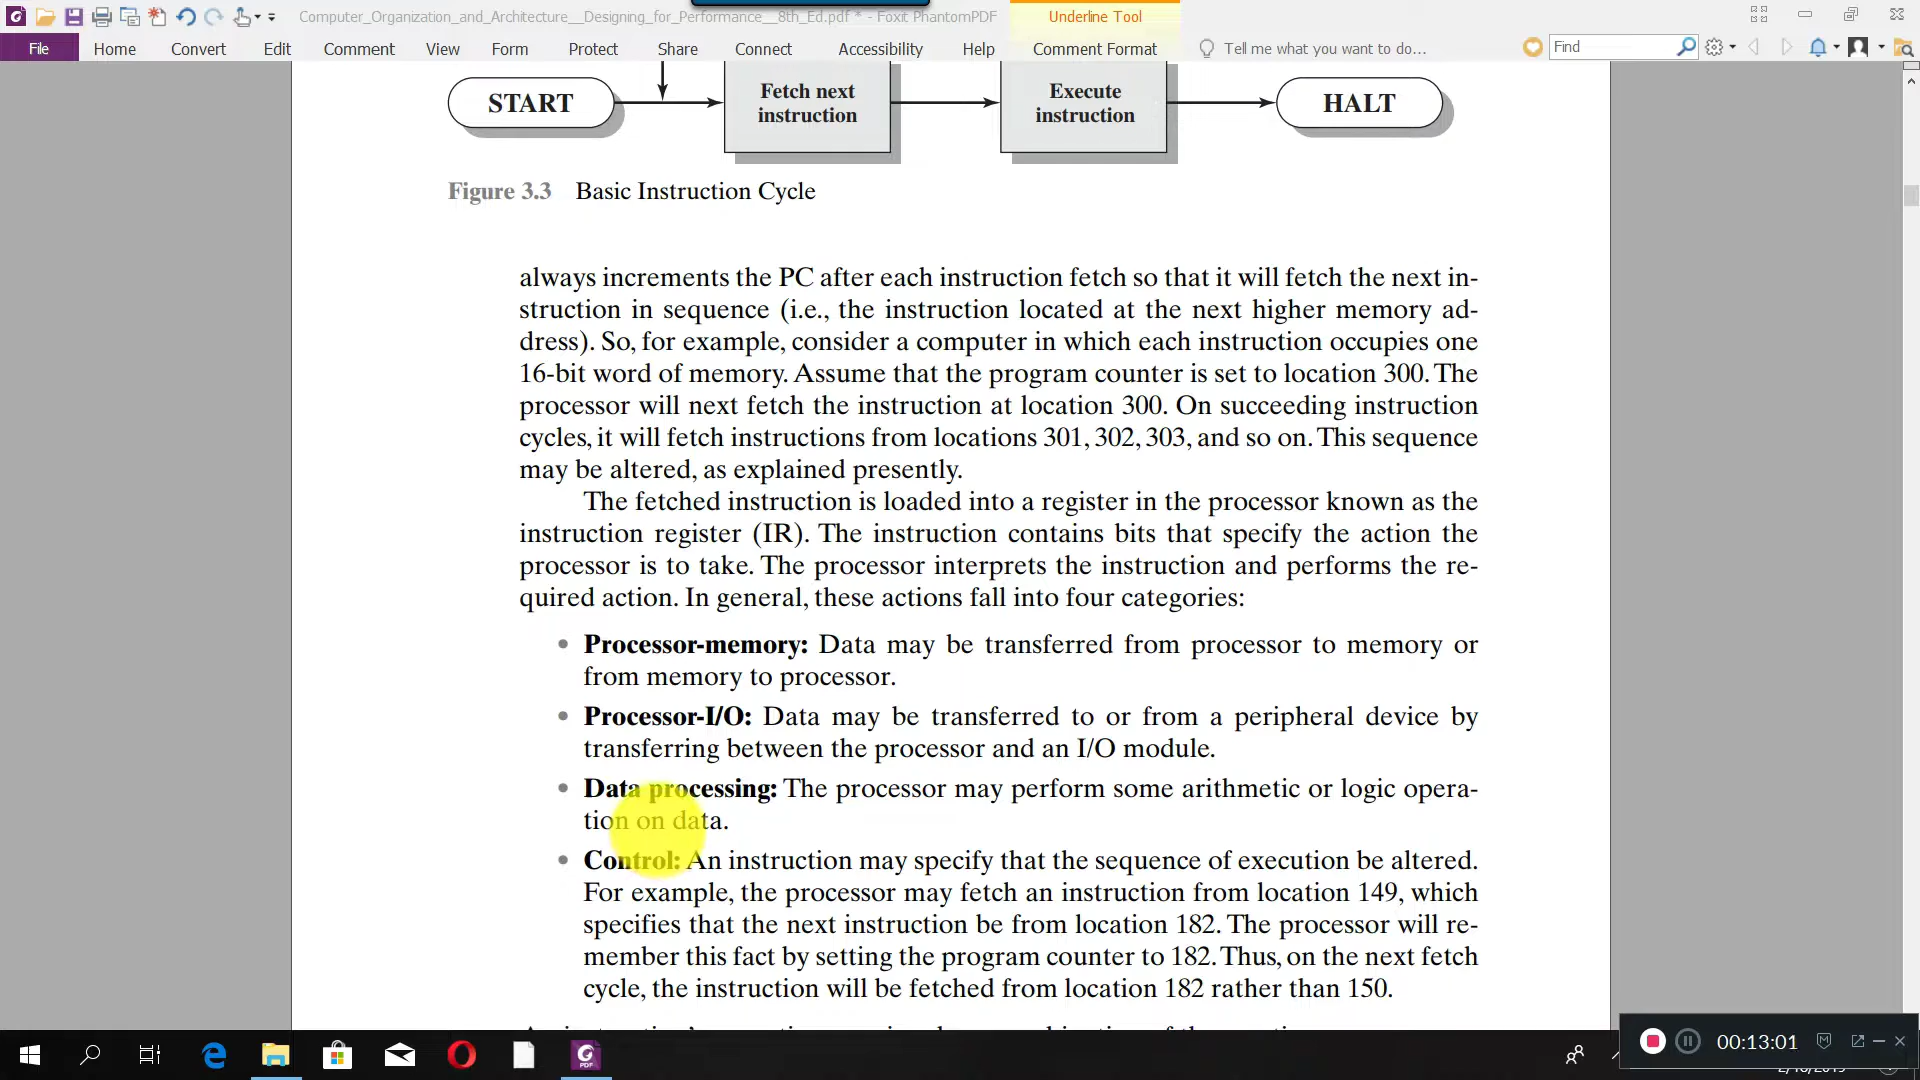 Computer_Organization_and_Architecture__Designing_for_Performance__8th_Ed.pdf * - Foxit PhantomPDF
Underline Tool
File Home Convert Edit Comment View Form Protect Share Connect Accessibility Help Comment Format Tell me what you want to do... Find
START
Fetch next
instruction
Execute
instruction
HALT
Figure 3.3 Basic Instruction Cycle
always increments the PC after each instruction fetch so that it will fetch the next in-
struction in sequence (i.e., the instruction located at the next higher memory ad-
dress). So, for example, consider a computer in which each instruction occupies one
16-bit word of memory. Assume that the program counter is set to location 300. The
processor will next fetch the instruction at location 300. On succeeding instruction
cycles, it will fetch instructions from locations 301, 302, 303, and so on. This sequence
may be altered, as explained presently.
The fetched instruction is loaded into a register in the processor known as the
instruction register (IR). The instruction contains bits that specify the action the
processor is to take. The processor interprets the instruction and performs the re-
quired action. In general, these actions fall into four categories:
• Processor-memory: Data may be transferred from processor to memory or
from memory to processor.
• Processor-I/O: Data may be transferred to or from a peripheral device by
transferring between the processor and an I/O module.
• Data processing: The processor may perform some arithmetic or logic opera-
tion on data.
• Control: An instruction may specify that the sequence of execution be altered.
For example, the processor may fetch an instruction from location 149, which
specifies that the next instruction be from location 182. The processor will re-
member this fact by setting the program counter to 182. Thus, on the next fetch
cycle, the instruction will be fetched from location 182 rather than 150.
PDF
00:13:01